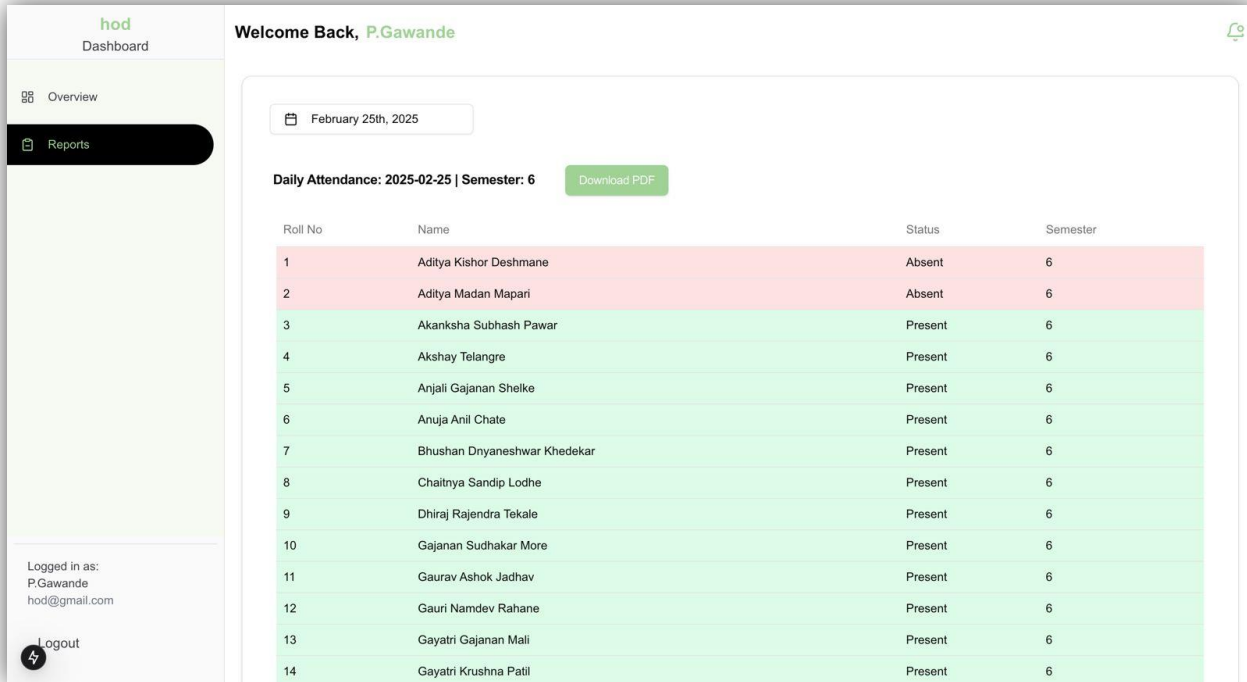 hod
Dashboard
Overview
Reports
Logged in as:
P.Gawande
hod@gmail.com
Logout
Welcome Back, P.Gawande
February 25th, 2025
Daily Attendance: 2025-02-25 | Semester: 6 Download PDF
Roll No Name Status Semester
1 Aditya Kishor Deshmane Absent 6
2 Aditya Madan Mapari Absent 6
3 Akanksha Subhash Pawar Present 6
4 Akshay Telangre Present 6
5 Anjali Gajanan Shelke Present 6
6 Anuja Anil Chate Present 6
7 Bhushan Dnyaneshwar Khedekar Present 6
8 Chaitnya Sandip Lodhe Present 6
9 Dhiraj Rajendra Tekale Present 6
10 Gajanan Sudhakar More Present 6
11 Gaurav Ashok Jadhav Present 6
12 Gauri Namdev Rahane Present 6
13 Gayatri Gajanan Mali Present 6
14 Gayatri Krushna Patil Present 6